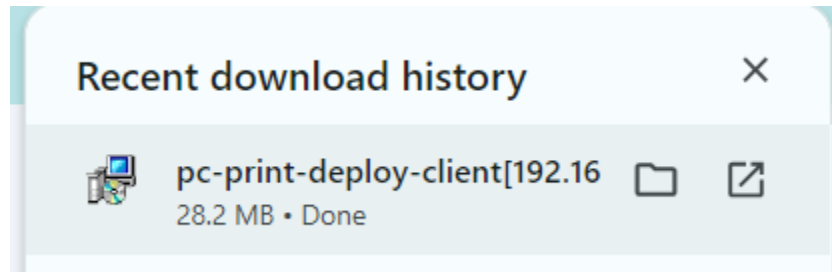 Recent download history
pc-print-deploy-client[192.16
28.2 MB • Done